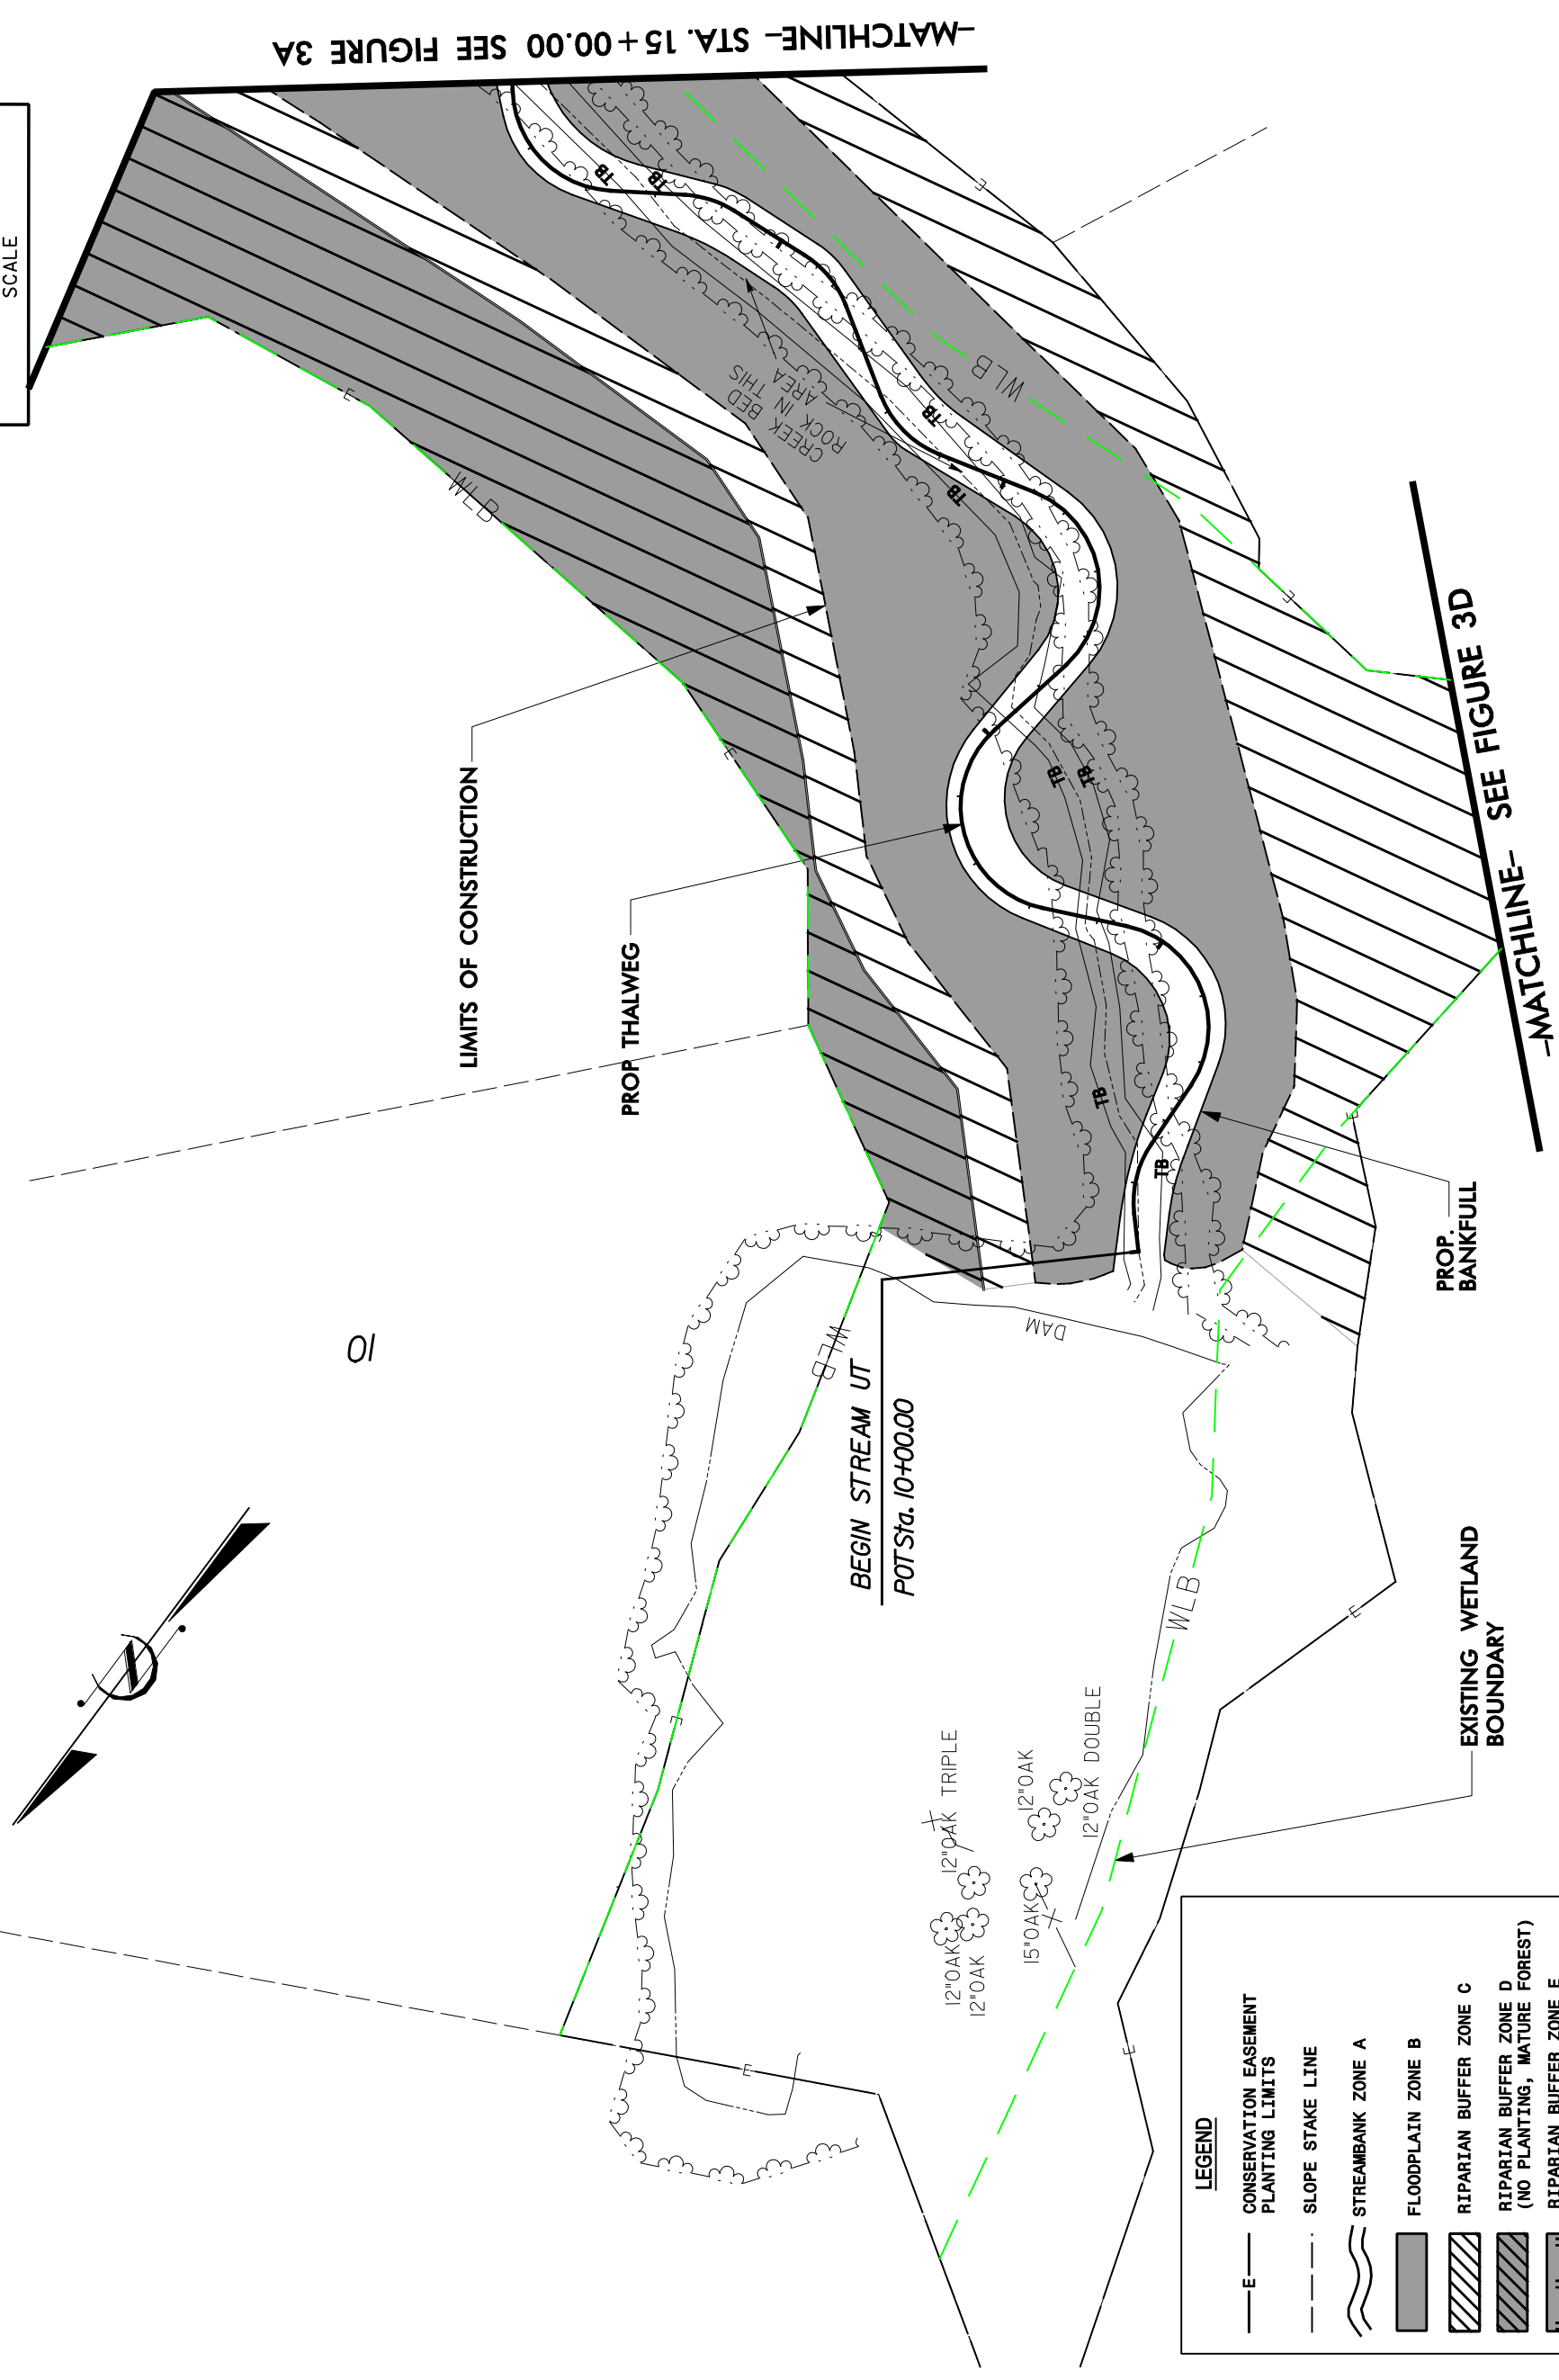 SCALE
-MATCHLINE- STA. 15+00.00 SEE FIGURE 3A
TB
TB
WLB
CREEK BED
ROCK IN THIS
AREA
TB
TB
E
E
WLB
E
E
LIMITS OF CONSTRUCTION
PROP THALWEG
TB
TB
-MATCHLINE- SEE FIGURE 3D
TB
TB
E
PROP.
BANKFULL
10
WLB
DAM
BEGIN STREAM UT
POT Sta. 10+00.00
WLB
E
E
EXISTING WETLAND
BOUNDARY
12"OAK TRIPLE
12"OAK
12"OAK DOUBLE
15"OAK
12"OAK
12"OAK
E
E
LEGEND
E
CONSERVATION EASEMENT
PLANTING LIMITS
SLOPE STAKE LINE
STREAMBANK ZONE A
FLOODPLAIN ZONE B
RIPARIAN BUFFER ZONE C
RIPARIAN BUFFER ZONE D
(NO PLANTING, MATURE FOREST)
RIPARIAN BUFFER ZONE E